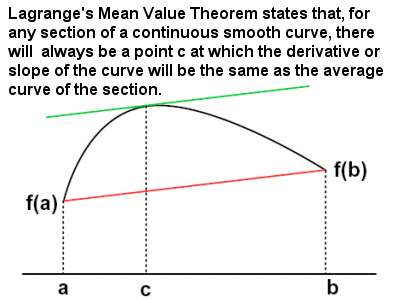 Lagrange's Mean Value Theorem states that, for
any section of a continuous smooth curve, there
will always be a point c at which the derivative or
slope of the curve will be the same as the average
curve of the section.
f(b)
f(a)
a
c
b